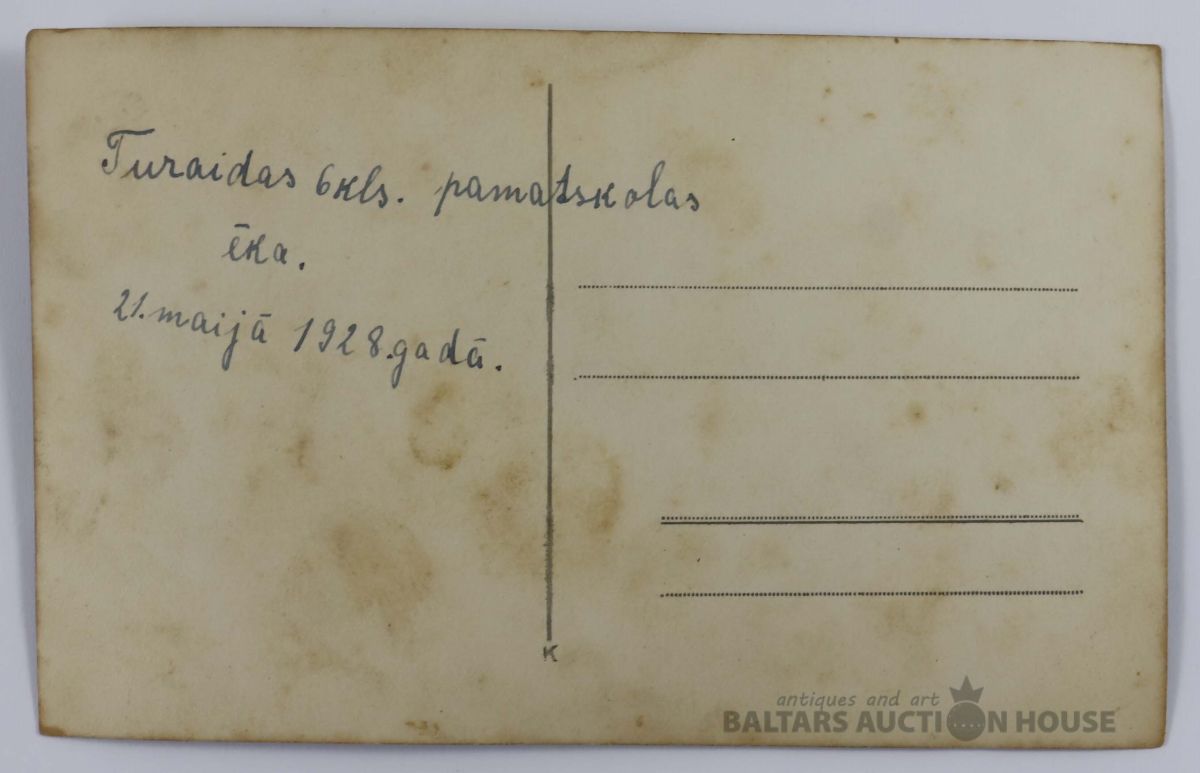 Turaidas 6kls. pamatskolas
ēka.
21. maijā 1928. gadā.
K
antiques and art
BALTARS AUCTION HOUSE